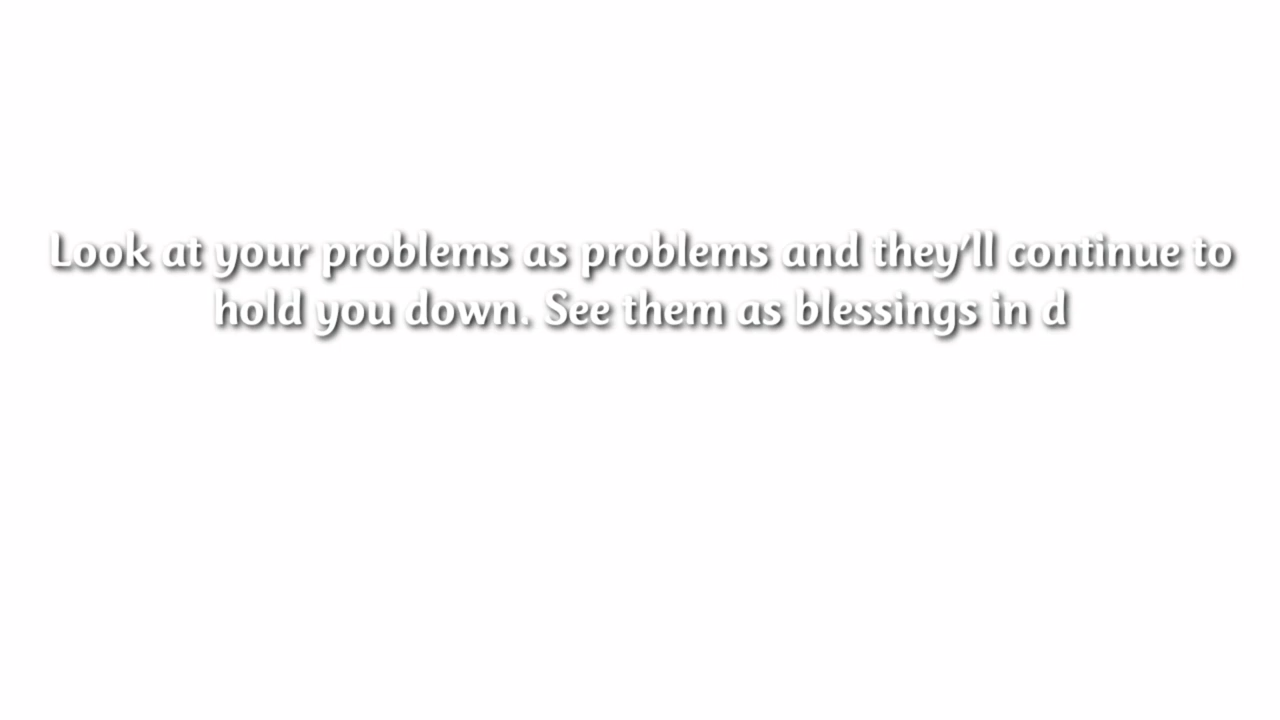 Look at your problems as problems and they’ll continue to
hold you down. See them as blessings in d